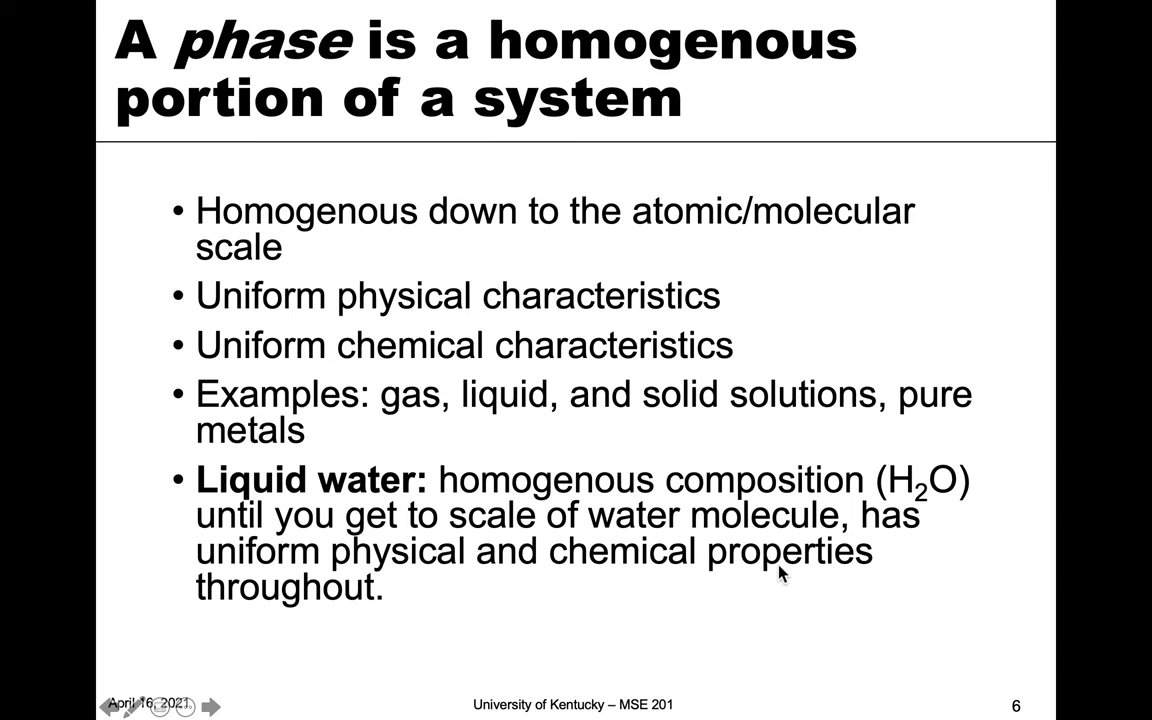 A phase is a homogenous
portion of a system
• Homogenous down to the atomic/molecular
scale
• Uniform physical characteristics
• Uniform chemical characteristics
• Examples: gas, liquid, and solid solutions, pure
metals
• Liquid water: homogenous composition (H₂O)
until you get to scale of water molecule, has
uniform physical and chemical properties
throughout.
April 16, 2021
University of Kentucky – MSE 201
6